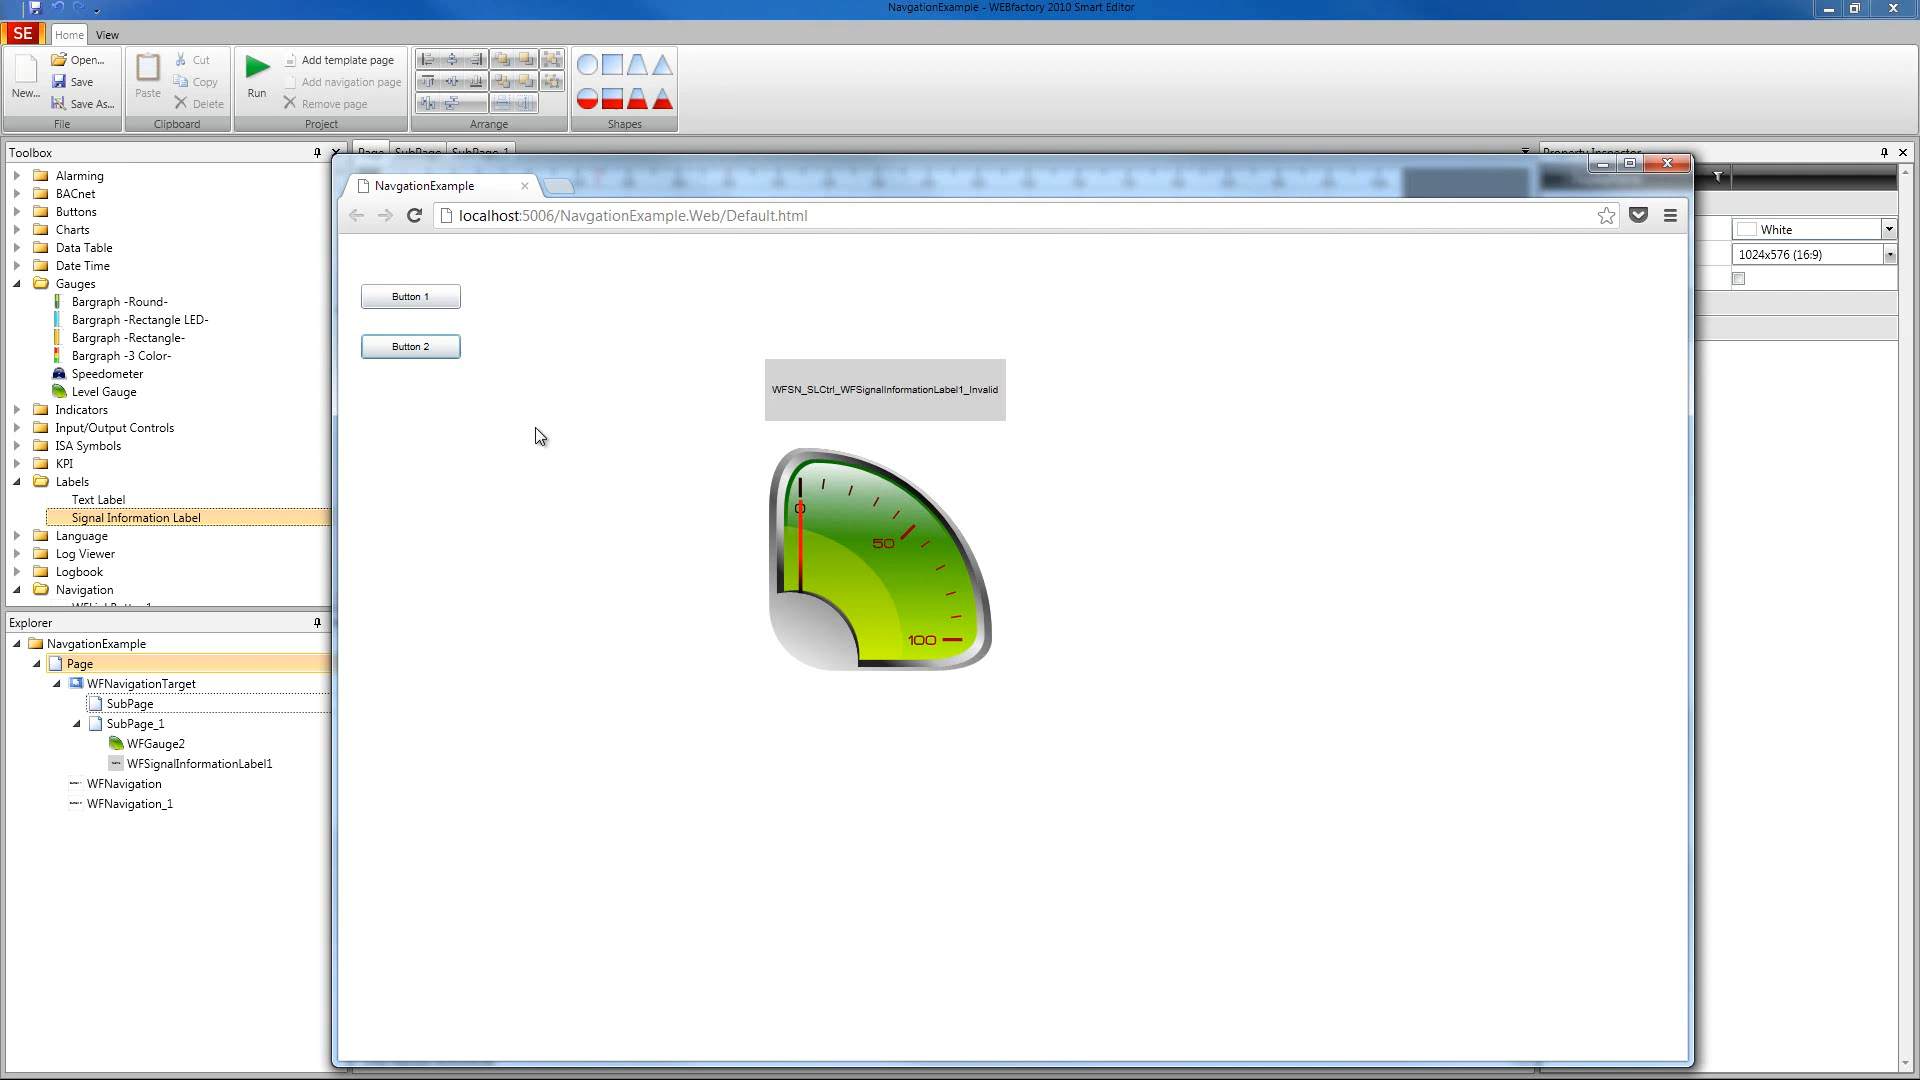 NavgationExample - WEBfactory 2010 Smart Editor
SE
Home
View
New...
Open...
Save
Save As...
File
Paste
Cut
Copy
Delete
Clipboard
Run
Add template page
Add navigation page
Remove page
Project
Arrange
Shapes
Toolbox
Page
SubPage
SubPage_1
Property Inspector
Alarming
BACnet
Buttons
Charts
Data Table
Date Time
Gauges
Bargraph -Round-
Bargraph -Rectangle LED-
Bargraph -Rectangle-
Bargraph -3 Color-
Speedometer
Level Gauge
Indicators
Input/Output Controls
ISA Symbols
KPI
Labels
Text Label
Signal Information Label
Language
Log Viewer
Logbook
Navigation
Explorer
NavgationExample
Page
WFNavigationTarget
SubPage
SubPage_1
WFGauge2
WFSignalInformationLabel1
WFNavigation
WFNavigation_1
NavgationExample
localhost:5006/NavgationExample.Web/Default.html
Button 1
Button 2
WFSN_SLCtrl_WFSignalInformationLabel1_Invalid
0
50
100
White
1024x576 (16:9)